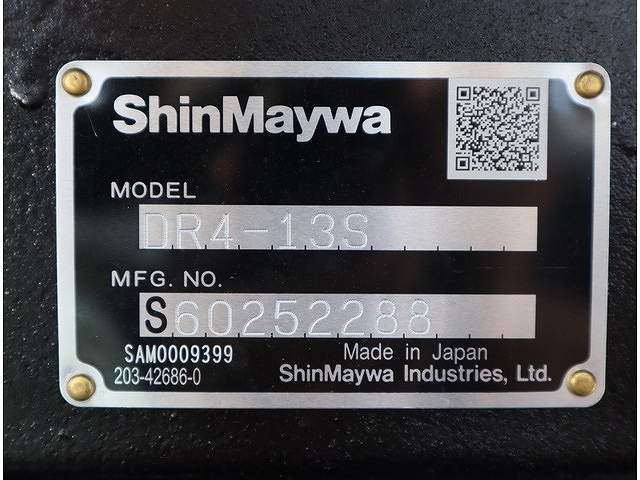 ShinMaywa
MODEL
DR4-13S
MFG. NO.
S60252288
SAM0009399
203-42686-0
Made in Japan
ShinMaywa Industries, Ltd.